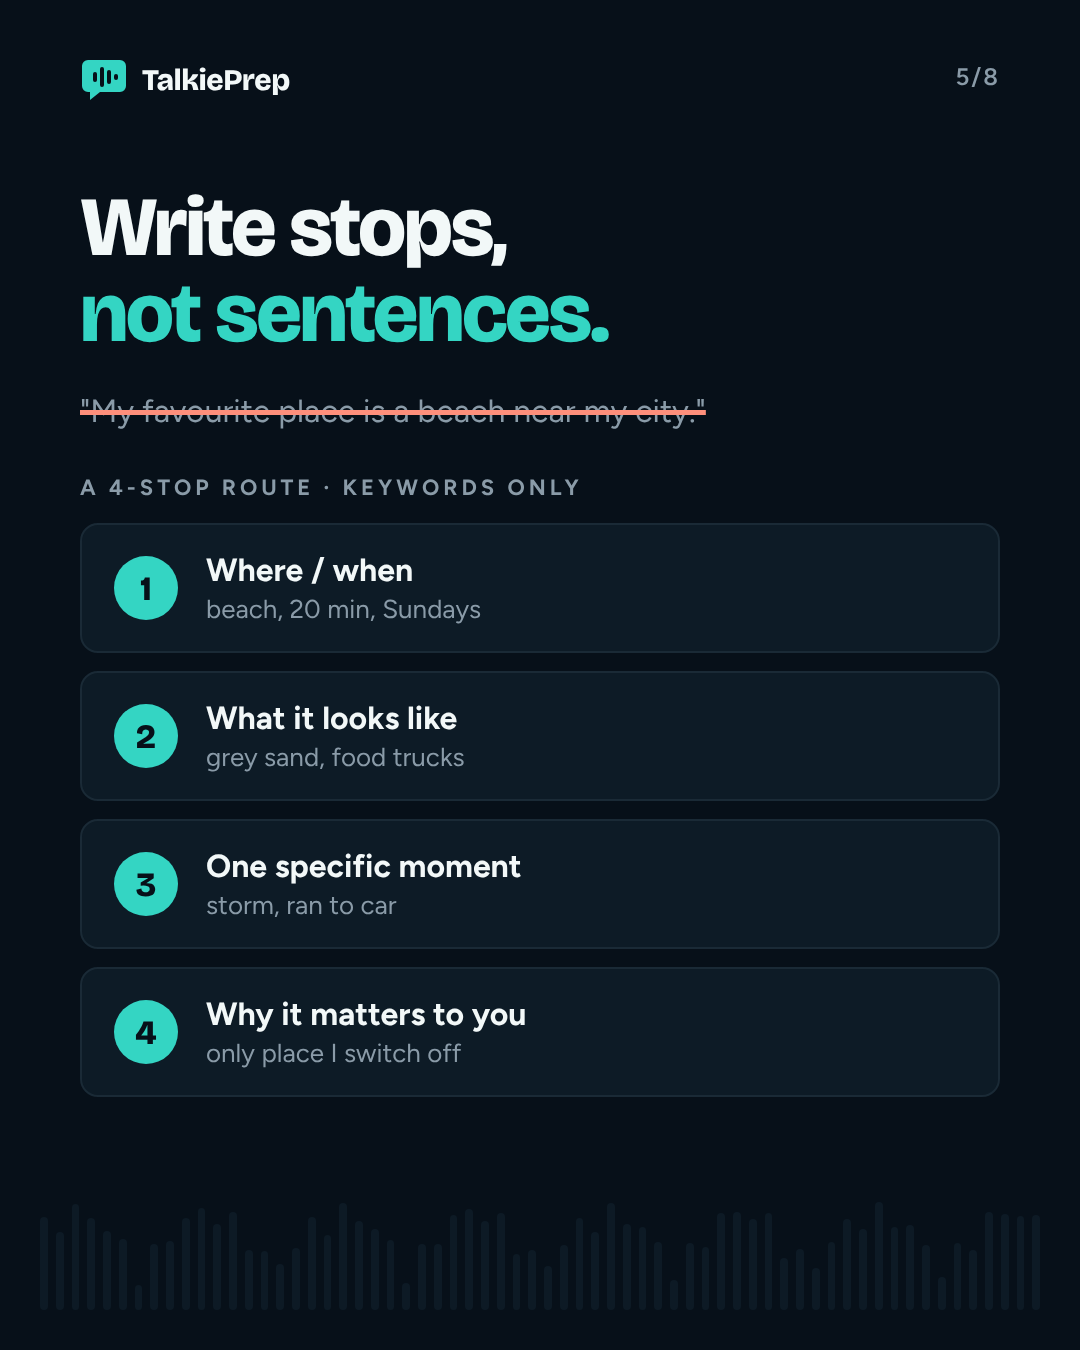 TalkiePrep
5/8
Write stops,
not sentences.
"My favourite place is a beach near my city."
A 4-STOP ROUTE · KEYWORDS ONLY
1
Where / when
beach, 20 min, Sundays
2
What it looks like
grey sand, food trucks
3
One specific moment
storm, ran to car
4
Why it matters to you
only place I switch off